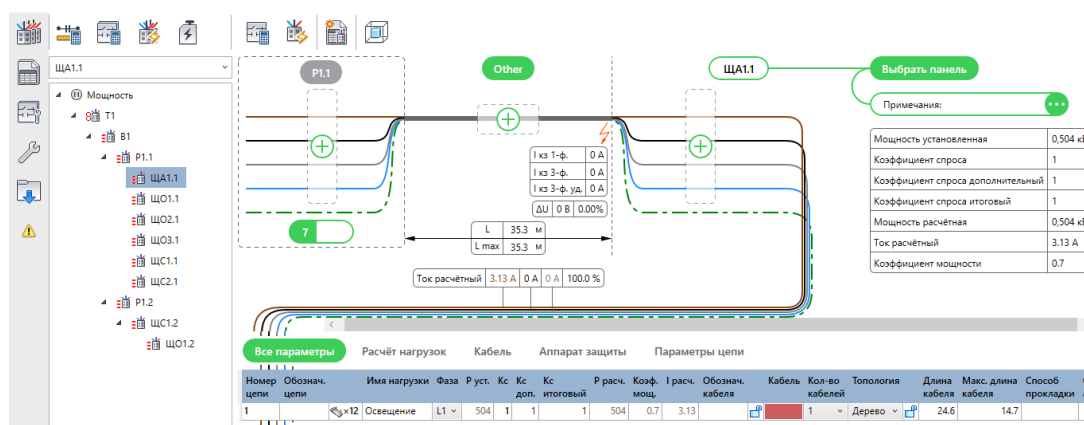 ЩА1.1
Мощность
T1
B1
P1.1
ЩА1.1
ЩО1.1
ЩО2.1
ЩО3.1
ЩС1.1
ЩС2.1
P1.2
ЩС1.2
ЩО1.2
P1.1
Other
ЩА1.1
Выбрать панель
Примечания:
I кз 1-ф. 0 А
I кз 3-ф. 0 А
I кз 3-ф. уд. 0 А
ΔU 0 В 0.00%
7
L 35.3 м
L max 35.3 м
Ток расчётный 3.13 А 0 А 0 А 100.0 %
Мощность установленная 0,504
Коэффициент спроса 1
Коэффициент спроса дополнительный 1
Коэффициент спроса итоговый 1
Мощность расчётная 0,504
Ток расчётный 3.13 А
Коэффициент мощности 0.7
Все параметры Расчёт нагрузок Кабель Аппарат защиты Параметры цепи
Номер Обознач. Имя нагрузки Фаза Р уст. Кс Кс Кс Р расч. Коэф. I расч. Обознач. Кабель Кол-во Топология Длина Макс. длина Способ
цепи цепи доп. итоговый мощ. кабеля кабелей кабеля кабеля прокладки
1 ×12 Освещение L1 504 1 1 1 504 0.7 3.13 1 Дерево 24.6 14.7